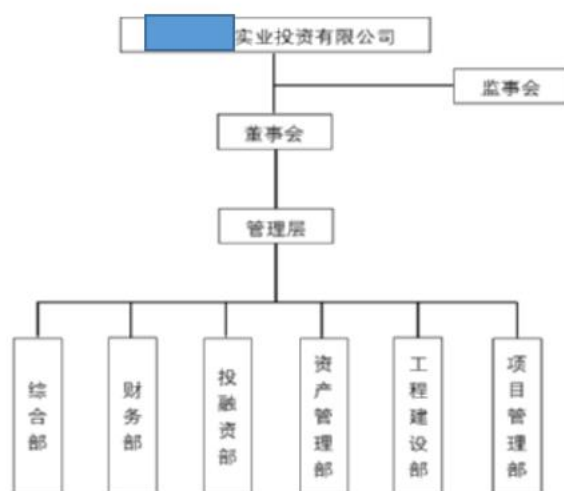 实业投资有限公司
监事会
董事会
管理层
综合部
财务部
投融资部
资产管理部
工程建设部
项目管理部